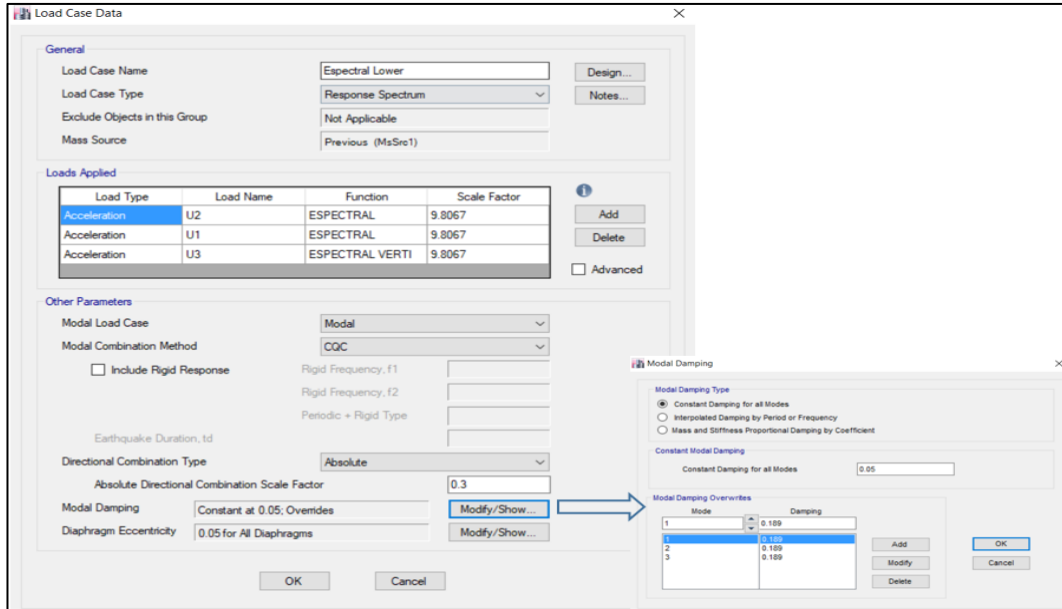 Load Case Data
General
Load Case Name Espectral Lower Design...
Load Case Type Response Spectrum Notes...
Exclude Objects in this Group Not Applicable
Mass Source Previous (MsSrc1)
Loads Applied
Load Type Load Name Function Scale Factor
Acceleration U2 ESPECTRAL 9.8067 Add
Acceleration U1 ESPECTRAL 9.8067 Delete
Acceleration U3 ESPECTRAL VERTI 9.8067
Advanced
Other Parameters
Modal Load Case Modal
Modal Combination Method CQC
Include Rigid Response Rigid Frequency, f1
Rigid Frequency, f2
Periodic + Rigid Type
Earthquake Duration, td
Directional Combination Type Absolute
Absolute Directional Combination Scale Factor 0.3
Modal Damping Constant at 0.05; Overrides Modify/Show...
Diaphragm Eccentricity 0.05 for All Diaphragms Modify/Show...
OK Cancel
Modal Damping
Modal Damping Type
Constant Damping for all Modes
Interpolated Damping by Period or Frequency
Mass and Stiffness Proportional Damping by Coefficient
Constant Modal Damping
Constant Damping for all Modes 0.05
Modal Damping Overwrites
Mode Damping
1 0.189
1 0.189 Add OK
2 0.189
3 0.189 Modify Cancel
Delete